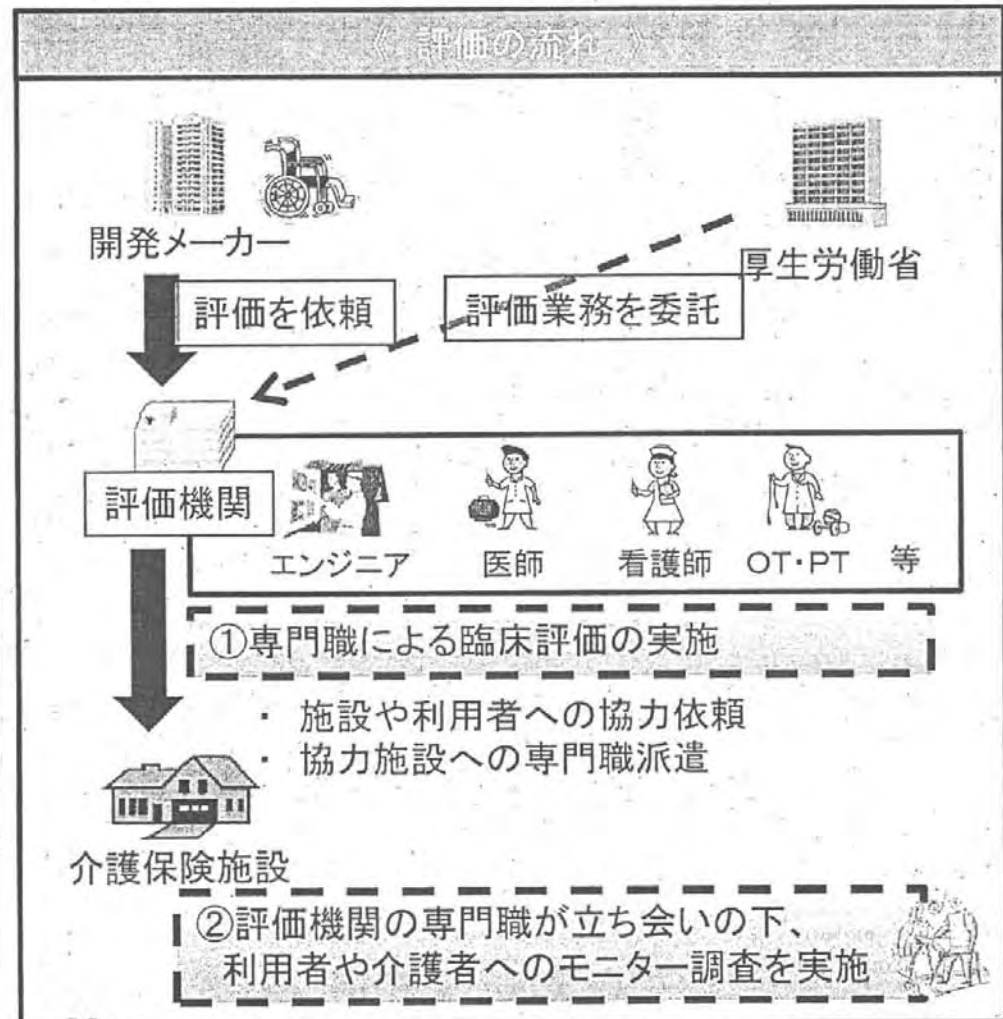 《 評価の流れ 》
開発メーカー
厚生労働省
評価を依頼
評価業務を委託
評価機関
エンジニア
医師
看護師
OT・PT
等
①専門職による臨床評価の実施
・ 施設や利用者への協力依頼
・ 協力施設への専門職派遣
介護保険施設
②評価機関の専門職が立ち会いの下、
利用者や介護者へのモニター調査を実施